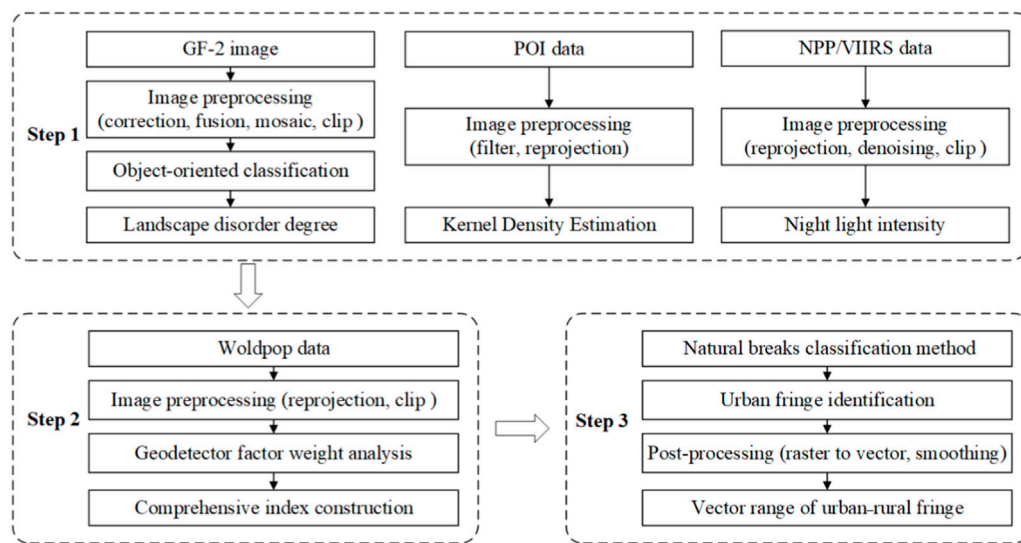 GF-2 image
Image preprocessing
(correction, fusion, mosaic, clip )
Object-oriented classification
Landscape disorder degree
Step 1
POI data
Image preprocessing
(filter, reprojection)
Kernel Density Estimation
NPP/VIIRS data
Image preprocessing
(reprojection, denoising, clip )
Night light intensity
Step 2
Woldpop data
Image preprocessing (reprojection, clip )
Geodetector factor weight analysis
Comprehensive index construction
Step 3
Natural breaks classification method
Urban fringe identification
Post-processing (raster to vector, smoothing)
Vector range of urban-rural fringe